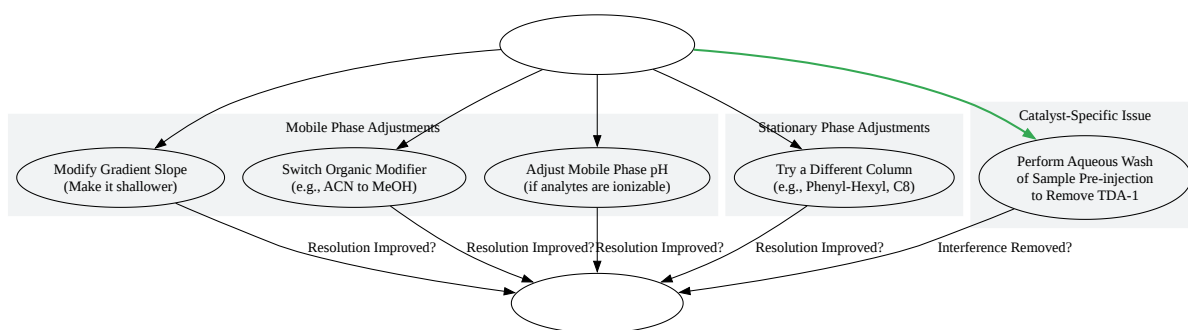 Catalyst-Specific Issue
Mobile Phase Adjustments
Stationary Phase Adjustments
Modify Gradient Slope
(Make it shallower)
Switch Organic Modifier
(e.g., ACN to MeOH)
Adjust Mobile Phase pH
(if analytes are ionizable)
Try a Different Column
(e.g., Phenyl-Hexyl, C8)
Perform Aqueous Wash
of Sample Pre-injection
to Remove TDA-1
Resolution Improved?
Resolution Improved?
Resolution Improved?
Resolution Improved?
Interference Removed?